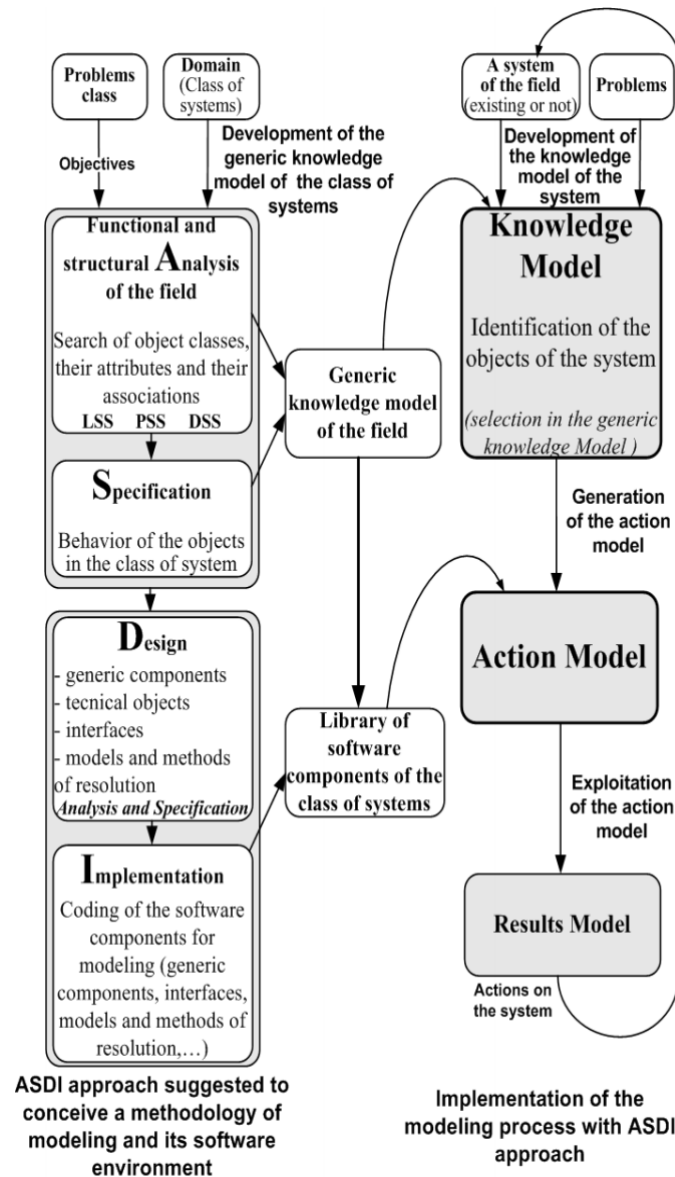 Problems
class
Domain
(Class of
systems)
Objectives
Development of the
generic knowledge
model of the class of
systems
Functional and
structural Analysis
of the field
Search of object classes,
their attributes and their
associations
LSS PSS DSS
Specification
Behavior of the objects
in the class of system
Design
- generic components
- tecnical objects
- interfaces
- models and methods
of resolution
Analysis and Specification
Implementation
Coding of the software
components for
modeling (generic
components, interfaces,
models and methods of
resolution,...)
ASDI approach suggested to
conceive a methodology of
modeling and its software
environment
Generic
knowledge model
of the field
Library of
software
components of the
class of systems
A system
of the field
(existing or not)
Problems
Development of
the knowledge
model of the
system
Knowledge
Model
Identification of the
objects of the system
(selection in the generic
knowledge Model )
Generation
of the action
model
Action Model
Exploitation
of the action
model
Results Model
Actions on
the system
Implementation of the
modeling process with ASDI
approach